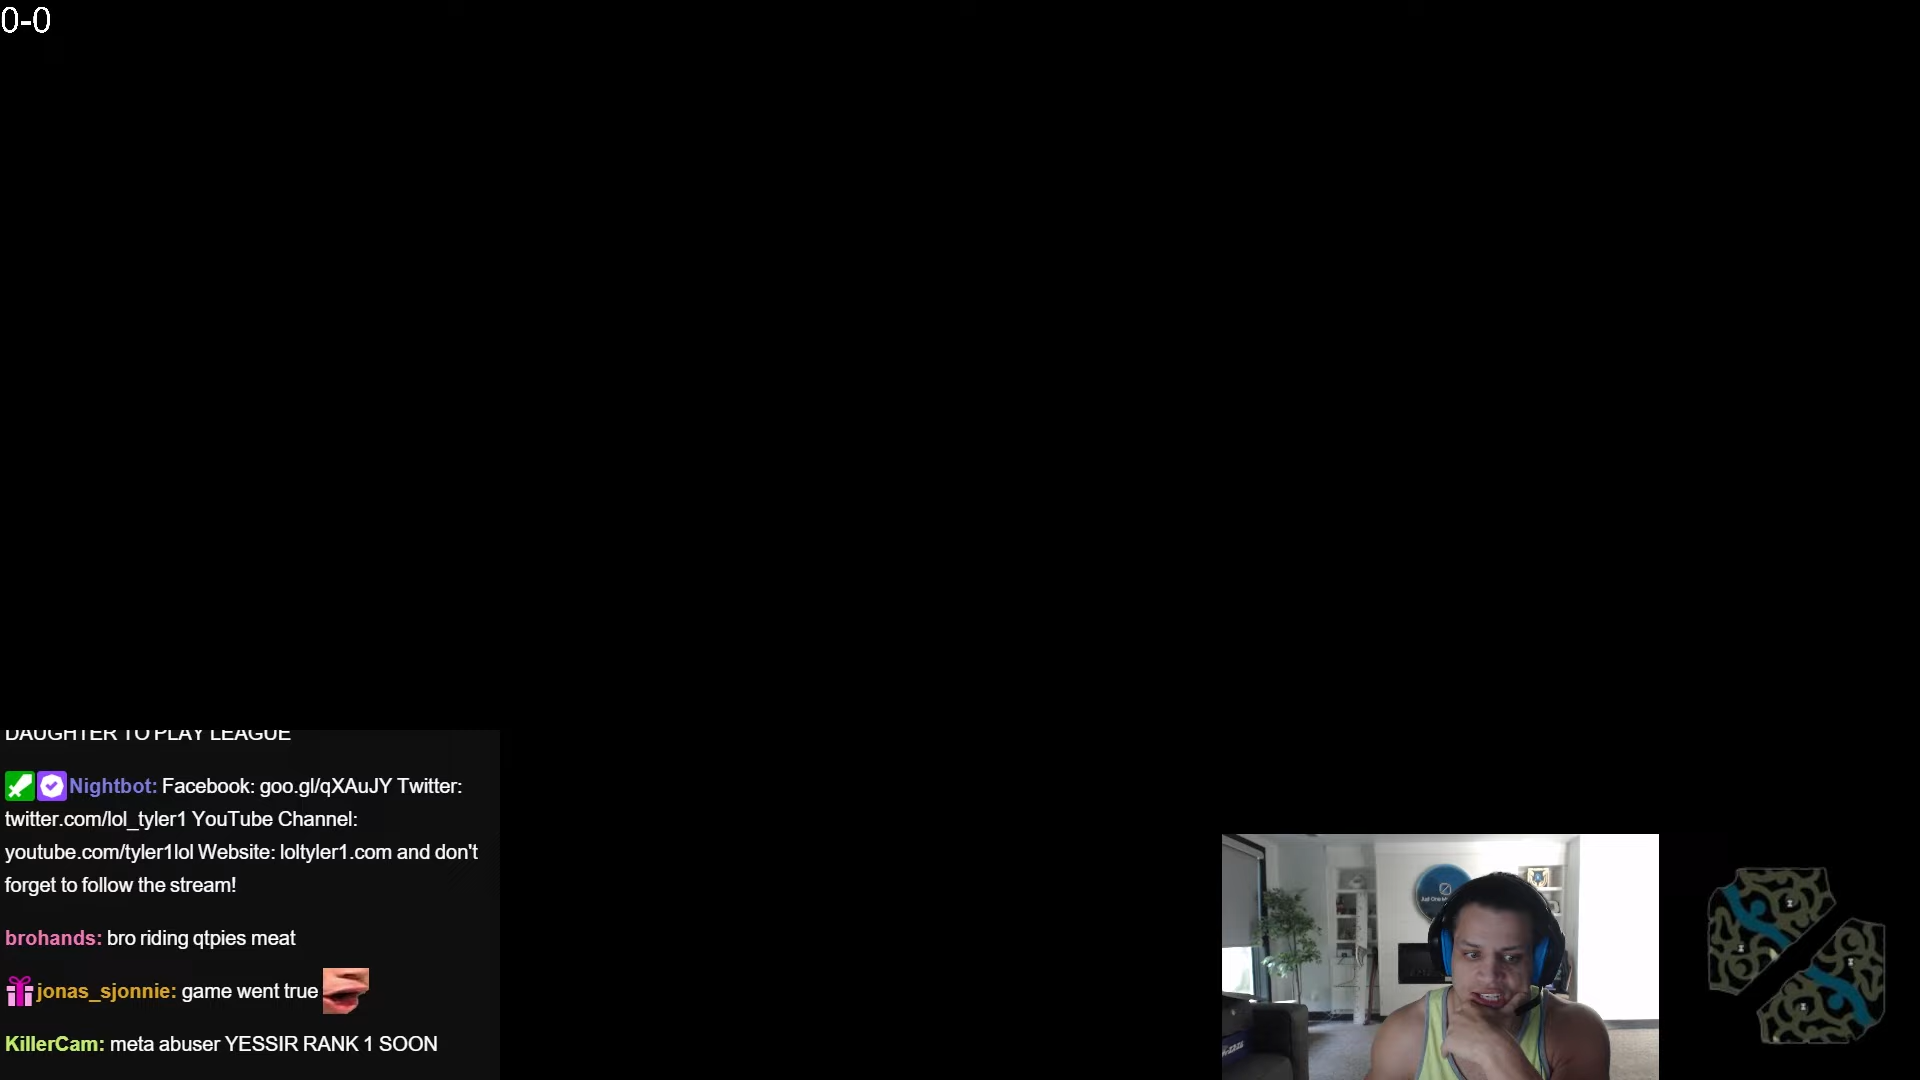 0-0
DAUGHTER TO PLAY LEAGUE
Nightbot: Facebook: goo.gl/qXAuJY Twitter:
twitter.com/lol_tyler1 YouTube Channel:
youtube.com/tyler1lol Website: loltyler1.com and don't
forget to follow the stream!
brohands: bro riding qtpies meat
jonas_sjonnie: game went true
KillerCam: meta abuser YESSIR RANK 1 SOON